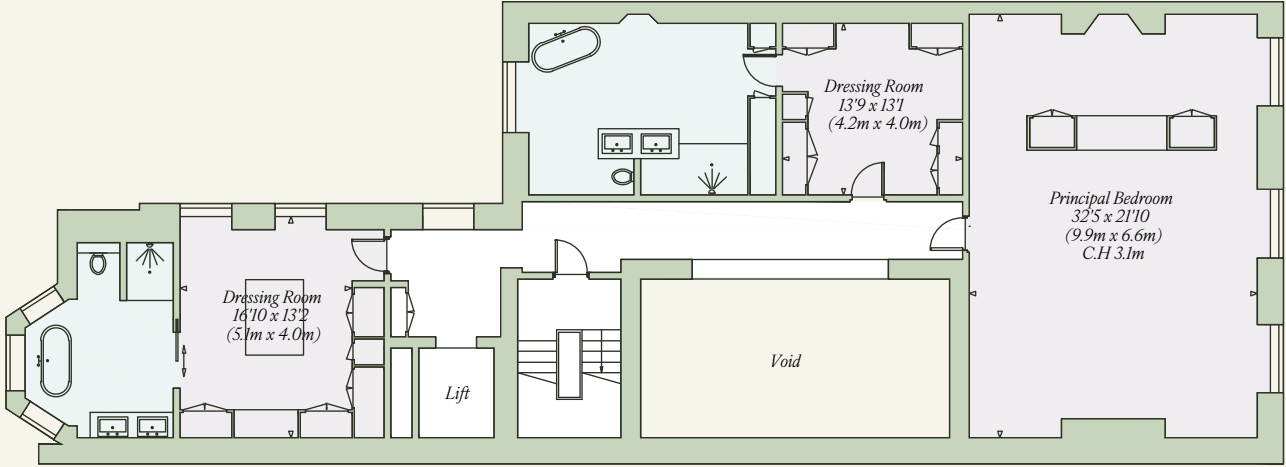 Dressing Room
13'9 x 13'1
(4.2m x 4.0m)
Principal Bedroom
32'5 x 21'10
(9.9m x 6.6m)
C.H 3.1m
Dressing Room
16'10 x 13'2
(5.1m x 4.0m)
Lift
Void